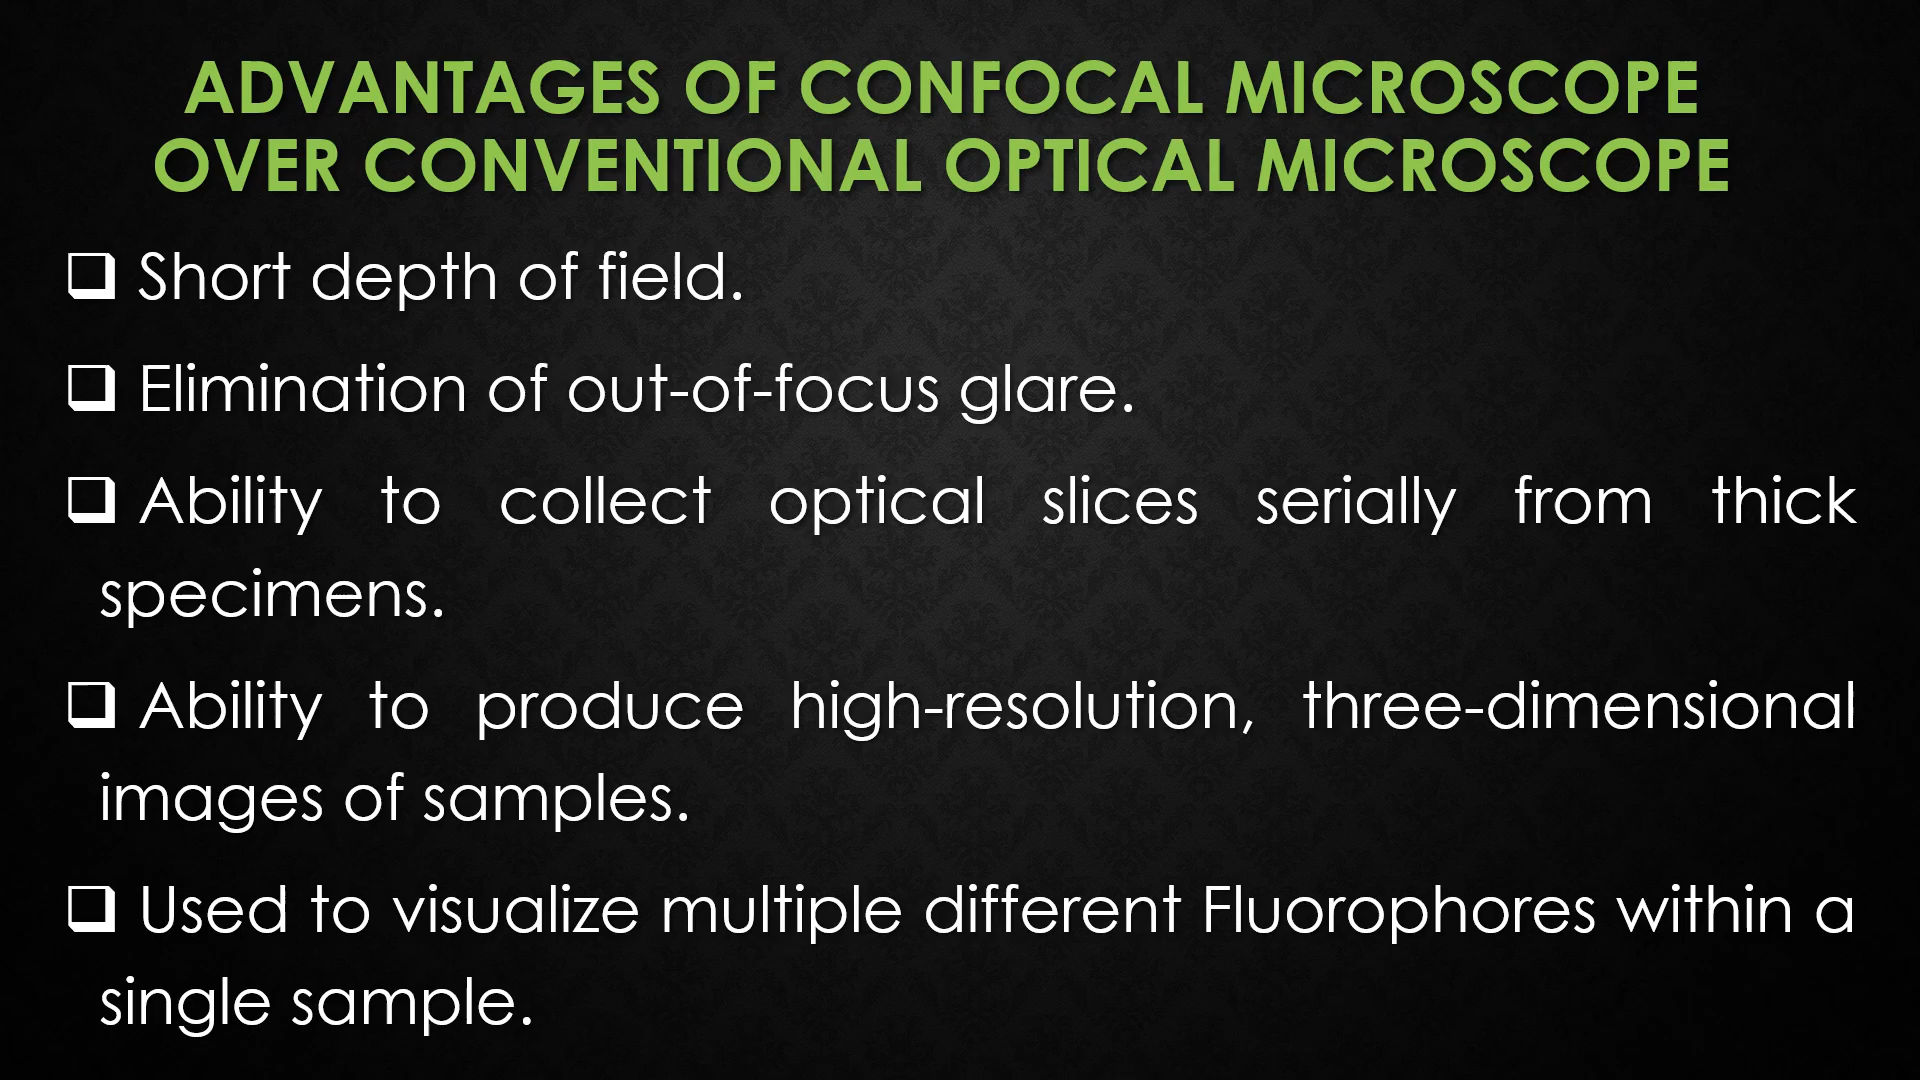 ADVANTAGES OF CONFOCAL MICROSCOPE
OVER CONVENTIONAL OPTICAL MICROSCOPE
❑ Short depth of field.
❑ Elimination of out-of-focus glare.
❑ Ability to collect optical slices serially from thick
specimens.
❑ Ability to produce high-resolution, three-dimensional
images of samples.
❑ Used to visualize multiple different Fluorophores within a
single sample.